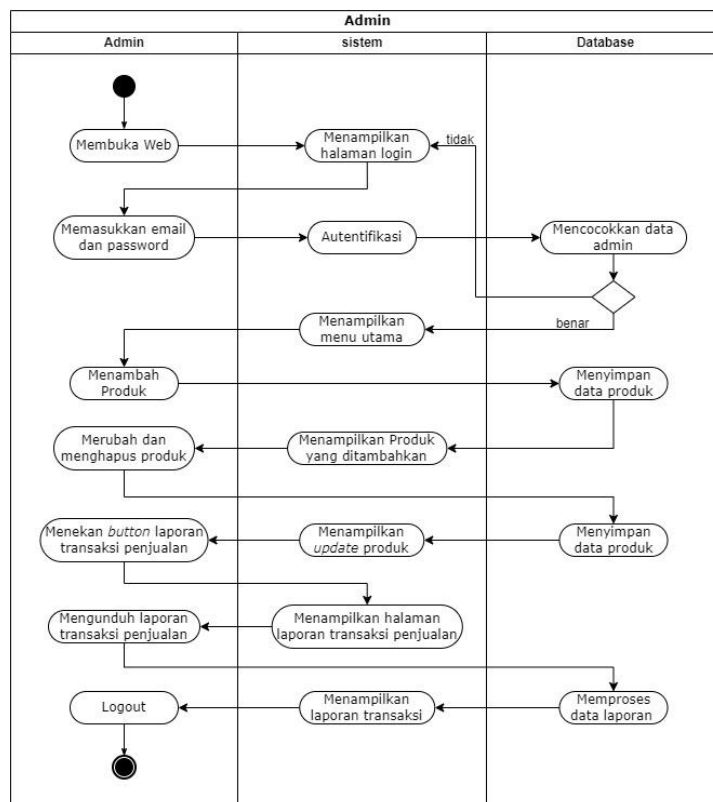 Admin
Admin
sistem
Database
Membuka Web
Menampilkan
halaman login
tidak
Memasukkan email
dan password
Autentifikasi
Mencocokkan data
admin
Menampilkan
menu utama
benar
Menambah
Produk
Menyimpan
data produk
Merubah dan
menghapus produk
Menampilkan Produk
yang ditambahkan
Menekan button laporan
transaksi penjualan
Menampilkan
update produk
Menyimpan
data produk
Mengunduh laporan
transaksi penjualan
Menampilkan halaman
laporan transaksi penjualan
Logout
Menampilkan
laporan transaksi
Memproses
data laporan